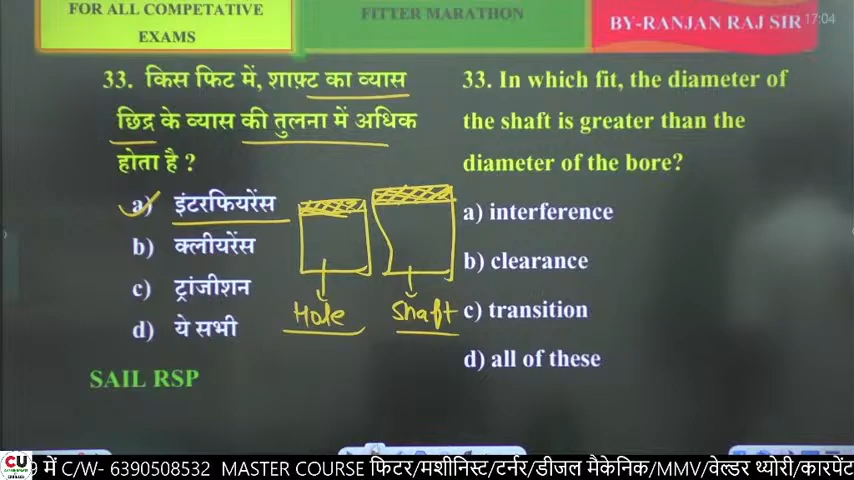 FOR ALL COMPETATIVE
EXAMS
FITTER MARATHON
BY-RANJAN RAJ SIR
17:04
33. किस फिट में, शाफ़्ट का व्यास
छिद्र के व्यास की तुलना में अधिक
होता है ?
a) इंटरफियरेंस
b) क्लीयरेंस
c) ट्रांजीशन
d) ये सभी
SAIL RSP
Hole
Shaft
33. In which fit, the diameter of
the shaft is greater than the
diameter of the bore?
a) interference
b) clearance
c) transition
d) all of these
CU
9 में C/W- 6390508532 MASTER COURSE फिटर/मशीनिस्ट/टर्नर/डीजल मैकेनिक/MMV/वेल्डर थ्योरी/कारपेंट